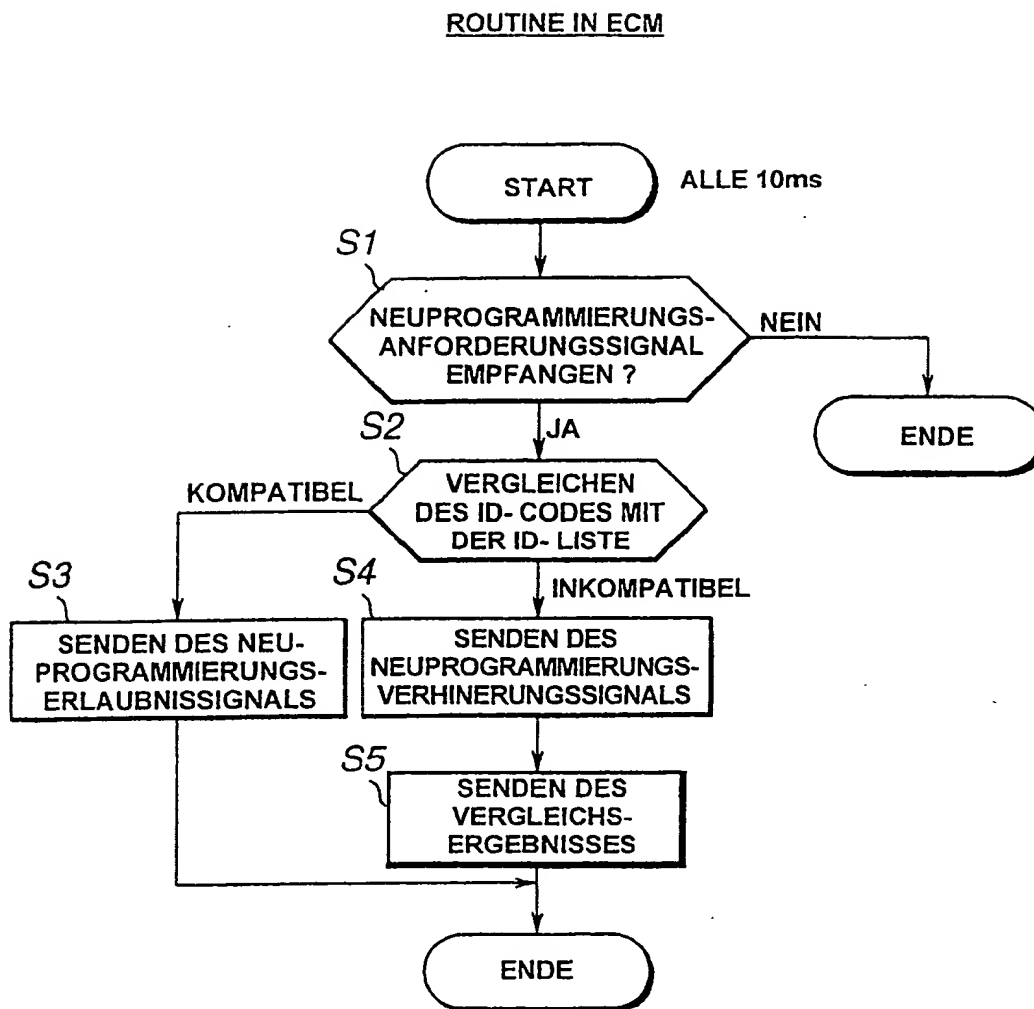 ROUTINE IN ECM
START
ALLE 10ms
S1
NEUPROGRAMMIERUNGS-
ANFORDERUNGSSIGNAL
EMPFANGEN ?
NEIN
ENDE
JA
S2
VERGLEICHEN
DES ID- CODES MIT
DER ID- LISTE
KOMPATIBEL
INKOMPATIBEL
S3
SENDEN DES NEU-
PROGRAMMIERUNGS-
ERLAUBNISSIGNALS
S4
SENDEN DES
NEUPROGRAMMIERUNGS-
VERHINERUNGSSIGNALS
S5
SENDEN DES
VERGLEICHS-
ERGEBNISSES
ENDE